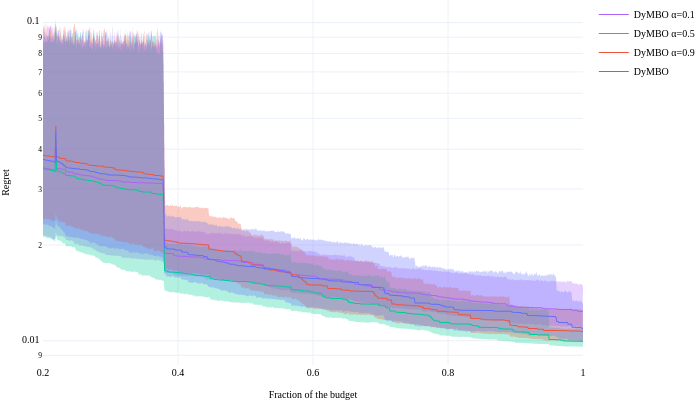 0.1
9
8
7
6
5
4
3
2
0.01
9
Regret
0.2
0.4
0.6
0.8
1
Fraction of the budget
DyMBO α=0.1
DyMBO α=0.5
DyMBO α=0.9
DyMBO